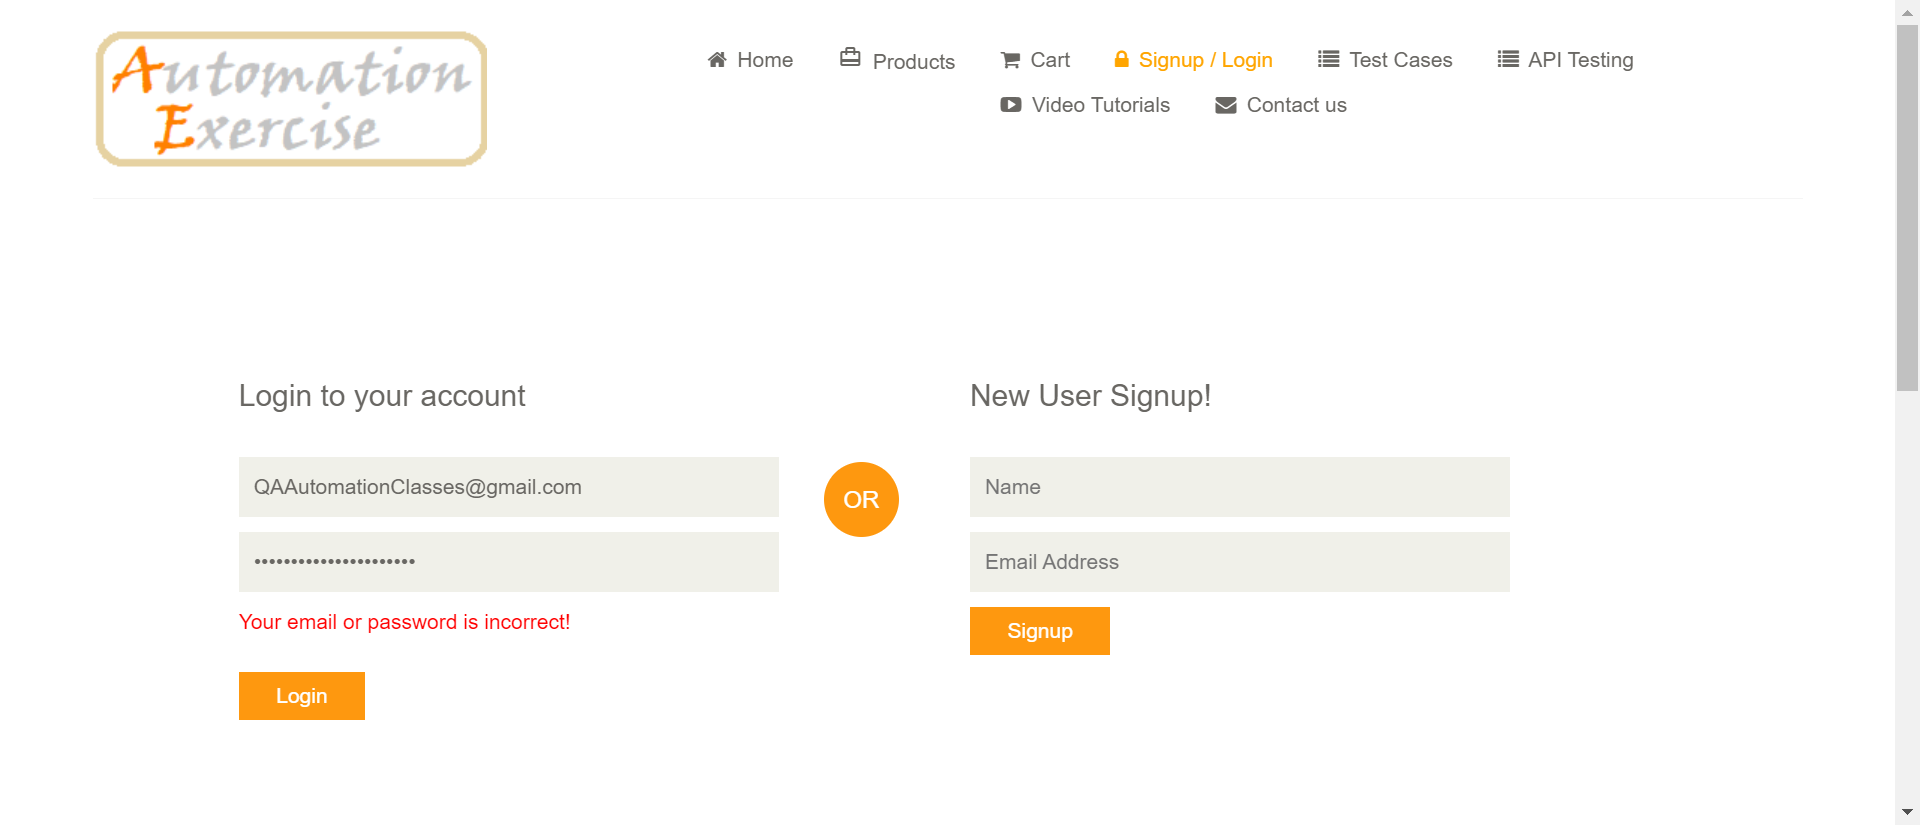 Automation
Exercise
Home Products Cart Signup / Login Test Cases API Testing
Video Tutorials Contact us
Login to your account
QAAutomationClasses@gmail.com
••••••••••••••••••••••
Your email or password is incorrect!
Login
OR
New User Signup!
Name
Email Address
Signup